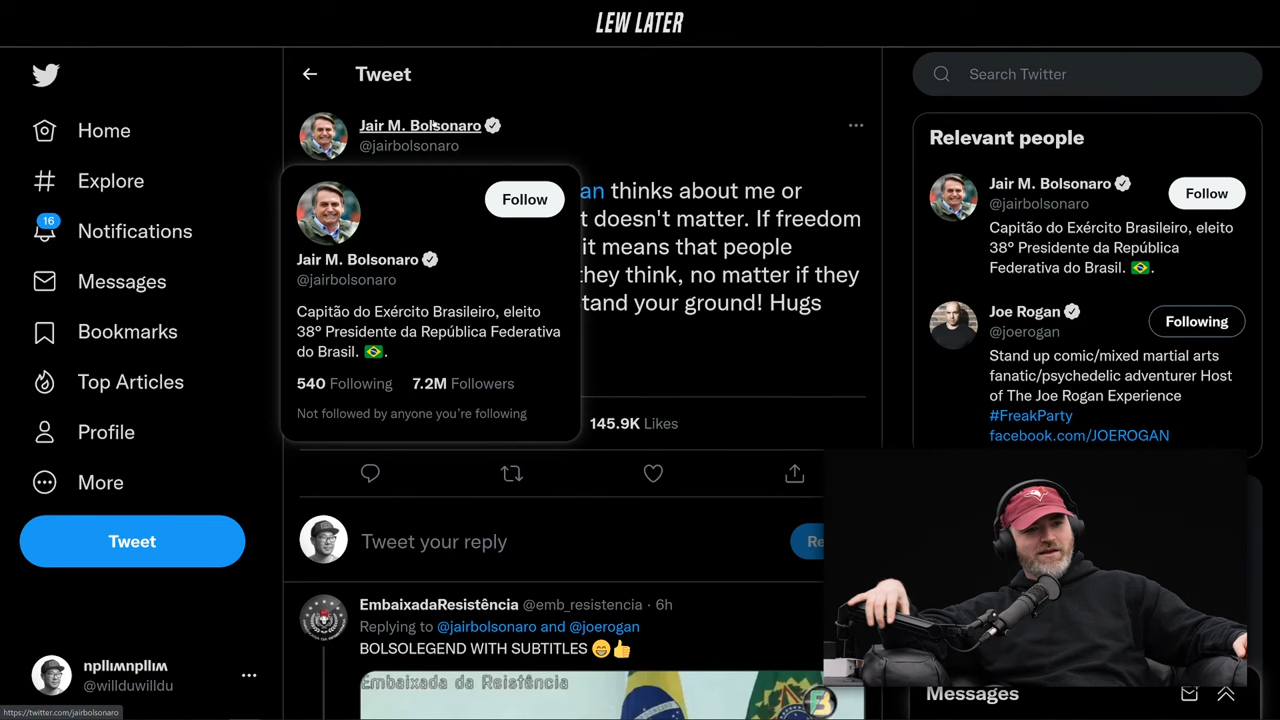 LEW LATER
Tweet
Search Twitter
Home
Explore
16
Notifications
Messages
Bookmarks
Top Articles
Profile
More
Tweet
npllımnpllım
@willduwilldu
https://twitter.com/jairbolsonaro
Jair M. Bolsonaro
@jairbolsonaro
an thinks about me or
t doesn't matter. If freedom
it means that people
they think, no matter if they
tand your ground! Hugs
Follow
Jair M. Bolsonaro
@jairbolsonaro
Capitão do Exército Brasileiro, eleito
38° Presidente da República Federativa
do Brasil. 🇧🇷.
540 Following 7.2M Followers
Not followed by anyone you're following
145.9K Likes
Tweet your reply
Re
EmbaixadaResistência @emb_resistencia · 6h
Replying to @jairbolsonaro and @joerogan
BOLSOLEGEND WITH SUBTITLES 😁👍
Embaixada da Resistência
Relevant people
Jair M. Bolsonaro
@jairbolsonaro
Follow
Capitão do Exército Brasileiro, eleito
38° Presidente da República
Federativa do Brasil. 🇧🇷.
Joe Rogan
@joerogan
Following
Stand up comic/mixed martial arts
fanatic/psychedelic adventurer Host
of The Joe Rogan Experience
#FreakParty
facebook.com/JOEROGAN
Messages